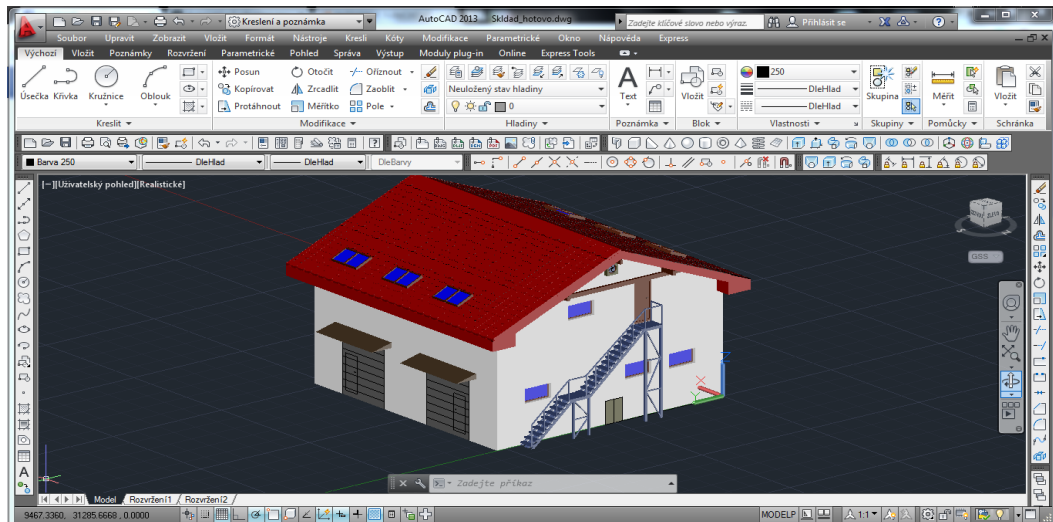 Kreslení a poznámka
AutoCAD 2013 Skldad_hotovo.dwg
Zadejte klíčové slovo nebo výraz.
Přihlásit se
Soubor Upravit Zobrazit Vložit Formát Nástroje Kresli Kóty Modifikace Parametrické Okno Nápověda Express
Výchozí Vložit Poznámky Rozvržení Parametrické Pohled Správa Výstup Moduly plug-in Online Express Tools
Úsečka Křivka Kružnice Oblouk
Posun Otočit Oříznout
Kopírovat Zrcadlit Zaoblit
Protáhnout Měřítko Pole
Neuložený stav hladiny
0
Text
Vložit
250
DleHlad
DleHlad
Skupina
Měřit
Vložit
Kreslit Modifikace Hladiny Poznámka Blok Vlastnosti Skupiny Pomůcky Schránka
Barva 250 DleHlad DleHlad DleBarvy
[−][Uživatelský pohled][Realistické]
GSS
X
Y
Z
Zadejte příkaz
Model Rozvržení1 Rozvržení2
9467.3360, 31285.6668 , 0.0000
MODELP
1:1